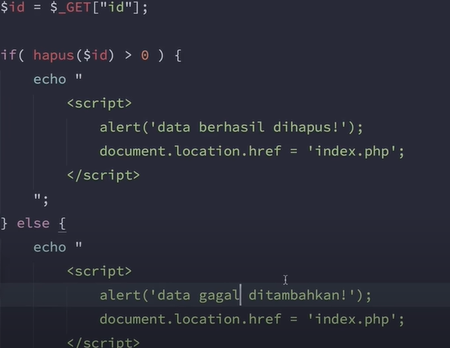 $id = $_GET["id"];
if( hapus($id) > 0 ) {
echo "
<script>
alert('data berhasil dihapus!');
document.location.href = 'index.php';
</script>
";
} else {
echo "
<script>
alert('data gagal ditambahkan!');
document.location.href = 'index.php';
</script>